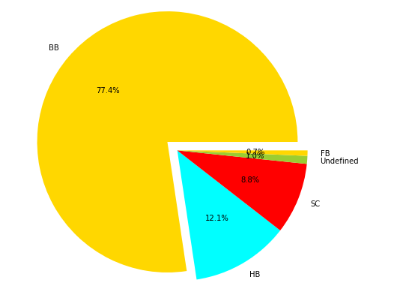 BB
77.4%
0.7%
FB
1.0%
Undefined
8.8%
SC
12.1%
HB